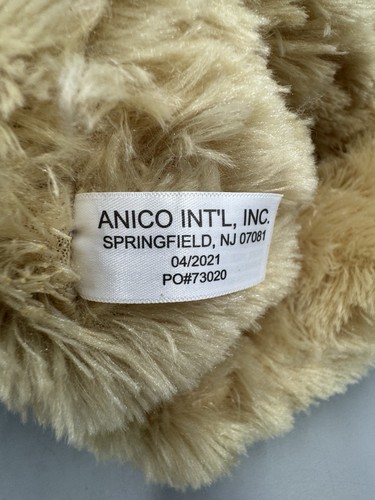 ANICO INT'L, INC.
SPRINGFIELD, NJ 07081
04/2021
PO#73020